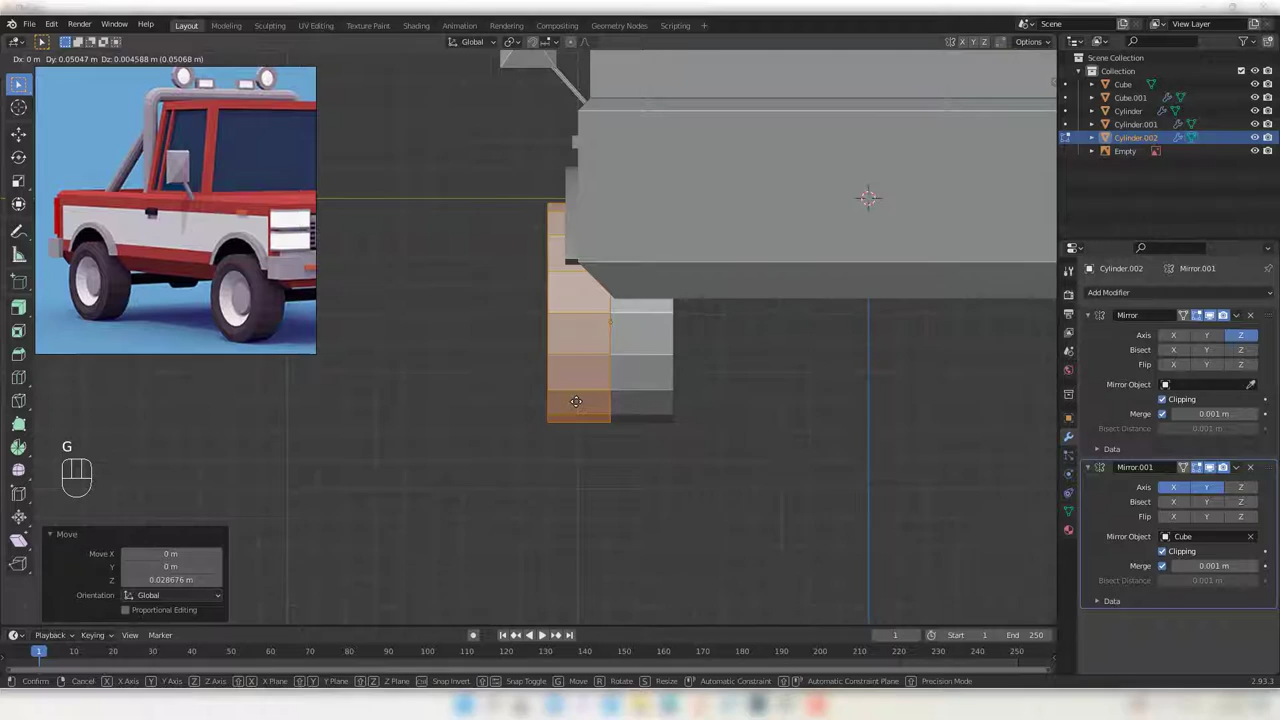 File Edit Render Window Help Layout Modeling Sculpting UV Editing Texture Paint Shading Animation Rendering Compositing Geometry Nodes Scripting + Scene View Layer
Global X Y Z Options
Dx: 0 m Dy: 0.05047 m Dz: 0.004588 m (0.05068 m)
Scene Collection
Collection
Cube
Cube.001
Cylinder
Cylinder.001
Cylinder.002
Empty
Cylinder.002 Mirror.001
Add Modifier
Mirror
Axis X Y Z
Bisect X Y Z
Flip X Y Z
Mirror Object
Clipping
Merge 0.001 m
Bisect Distance 0.001 m
Data
Mirror.001
Axis X Y Z
Bisect X Y Z
Flip X Y Z
Mirror Object Cube
Clipping
Merge 0.001 m
Bisect Distance 0.001 m
Data
G
Move
Move X 0 m
Y 0 m
Z 0.028676 m
Orientation Global
Proportional Editing
Playback Keying View Marker 1 Start 1 End 250
1 10 20 30 40 50 60 70 80 90 100 110 120 130 140 150 160 170 180 190 200 210 220 230 240 250
Confirm Cancel X X Axis Y Y Axis Z Z Axis X X Plane Y Y Plane Z Z Plane Snap Invert Snap Toggle G Move R Rotate S Resize Automatic Constraint Automatic Constraint Plane Precision Mode 2.93.3